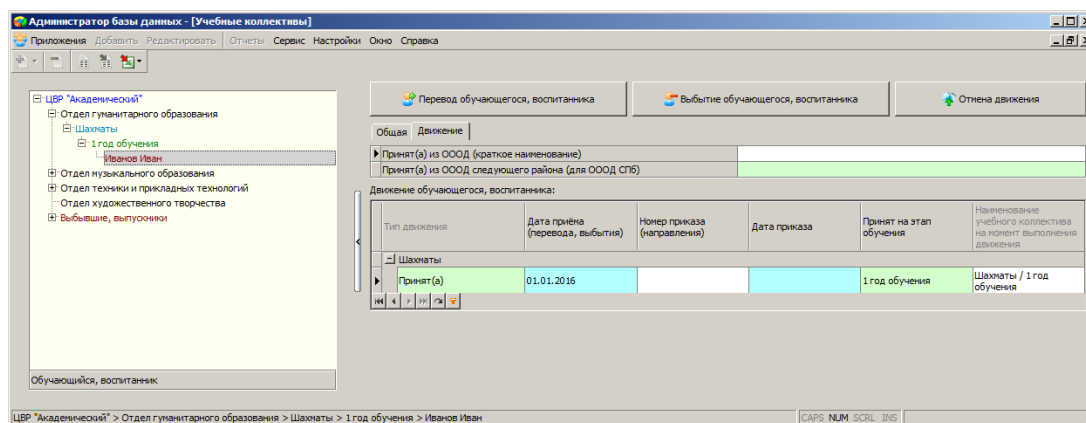 Администратор базы данных - [Учебные коллективы]
Приложения Добавить Редактировать Отчеты Сервис Настройки Окно Справка
ЦВР "Академический"
Отдел гуманитарного образования
Шахматы
1 год обучения
Иванов Иван
Отдел музыкального образования
Отдел техники и прикладных технологий
Отдел художественного творчества
Выбывшие, выпускники
Обучающийся, воспитанник
Перевод обучающегося, воспитанника
Выбытие обучающегося, воспитанника
Отмена движения
Общая Движение
Принят(а) из ОООД (краткое наименование)
Принят(а) из ОООД следующего района (для ОООД СПб)
Движение обучающегося, воспитанника:
Тип движения
Дата приёма
(перевода, выбытия)
Номер приказа
(направления)
Дата приказа
Принят на этап
обучения
Наименование
учебного коллектива
на момент выполнения
движения
Шахматы
Принят(а)
01.01.2016
1 год обучения
Шахматы / 1 год
обучения
ЦВР "Академический" > Отдел гуманитарного образования > Шахматы > 1 год обучения > Иванов Иван
CAPS NUM SCRL INS